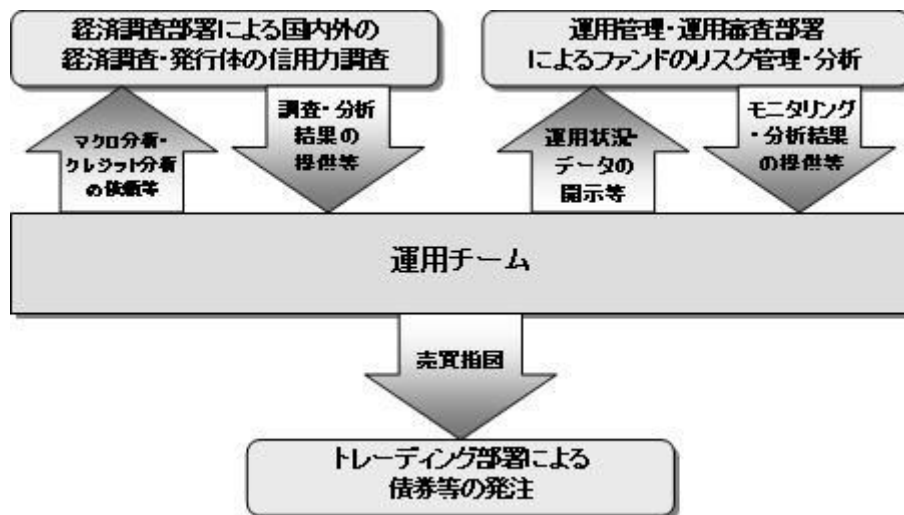 経済調査部署による国内外の
経済調査・発行体の信用力調査
運用管理・運用審査部署
によるファンドのリスク管理・分析
マクロ分析・
クレジット分析
の依頼等
調査・分析
結果の
提供等
運用状況・
データの
開示等
モニタリング
・分析結果
の提供等
運用チーム
売買指図
トレーディング部署による
債券等の発注